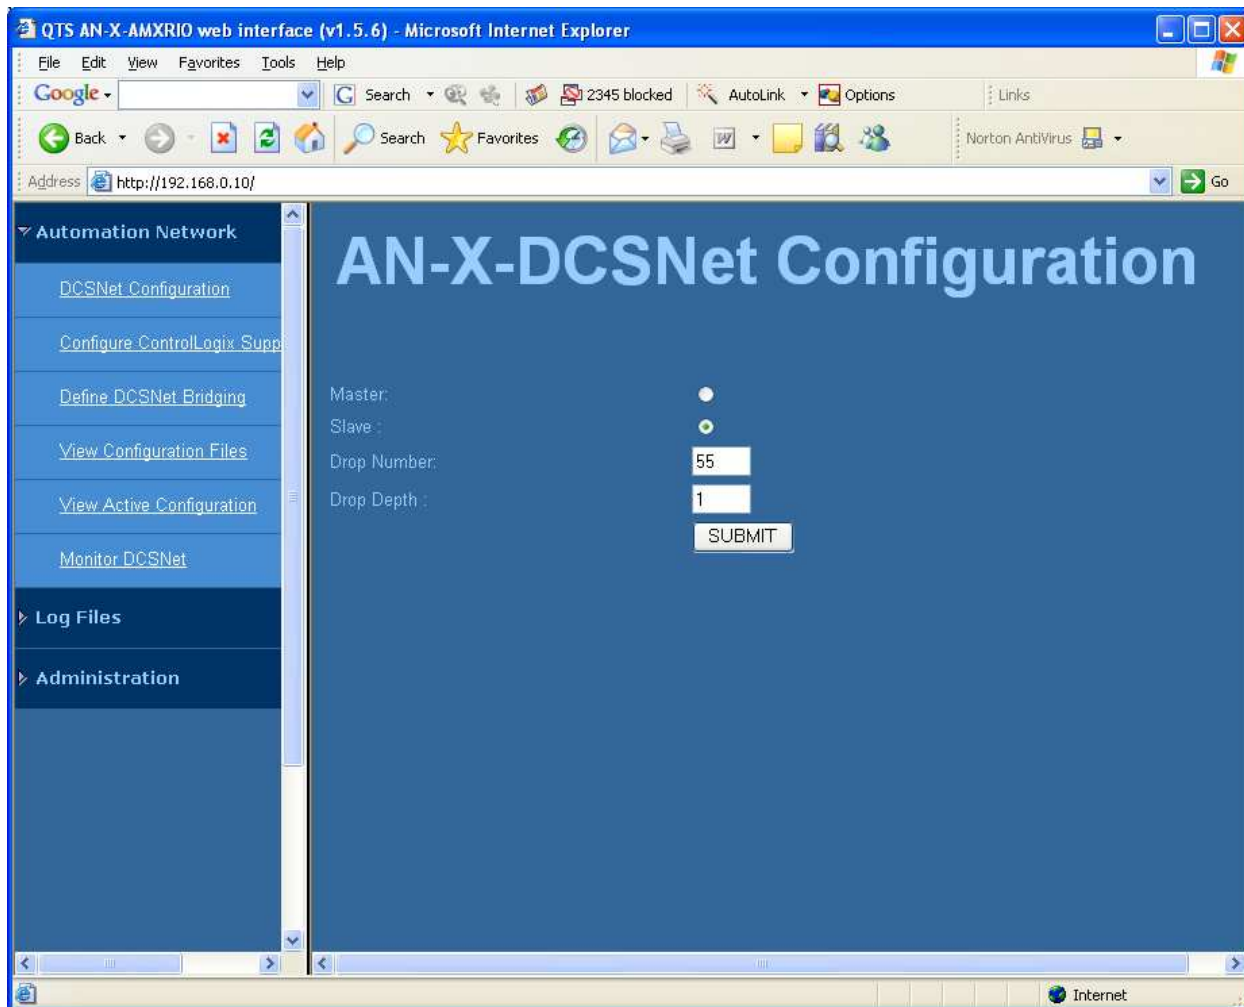 QTS AN-X-AMXRIO web interface (v1.5.6) - Microsoft Internet Explorer
File Edit View Favorites Tools Help
Google Search 2345 blocked AutoLink Options Links
Back Search Favorites Norton AntiVirus
Address http://192.168.0.10/ Go
Automation Network
DCSNet Configuration
Configure ControlLogix Supp
Define DCSNet Bridging
View Configuration Files
View Active Configuration
Monitor DCSNet
Log Files
Administration
AN-X-DCSNet Configuration
Master:
Slave :
Drop Number: 55
Drop Depth : 1
SUBMIT
Internet